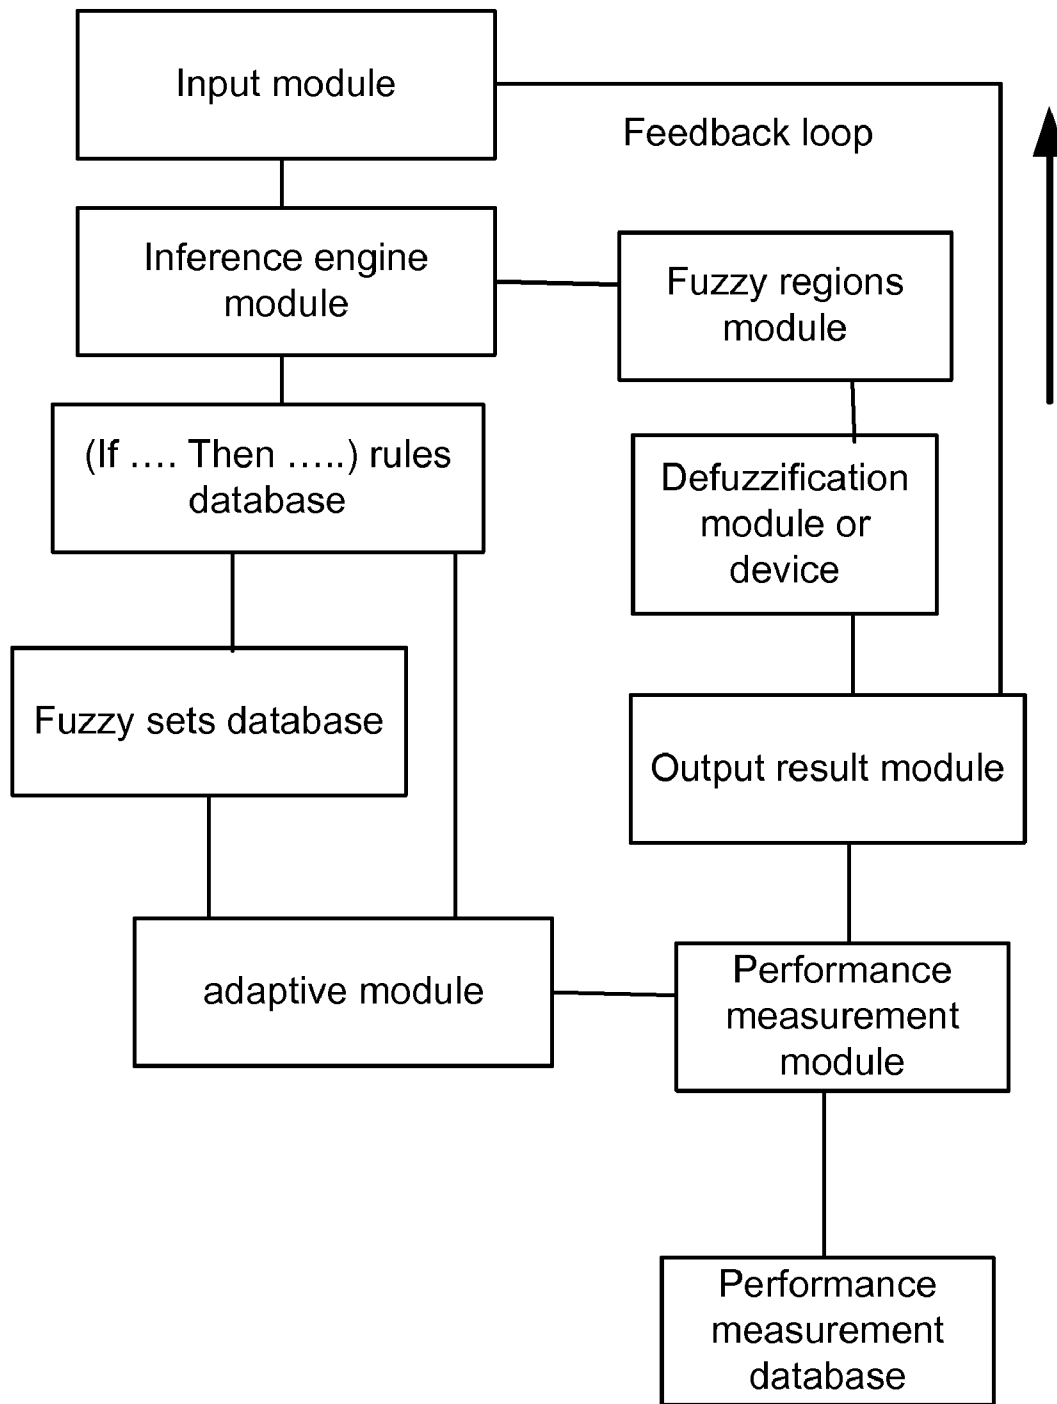 Input module
Feedback loop
Inference engine
module
Fuzzy regions
module
(If .... Then .....) rules
database
Defuzzification
module or
device
Fuzzy sets database
Output result module
adaptive module
Performance
measurement
module
Performance
measurement
database